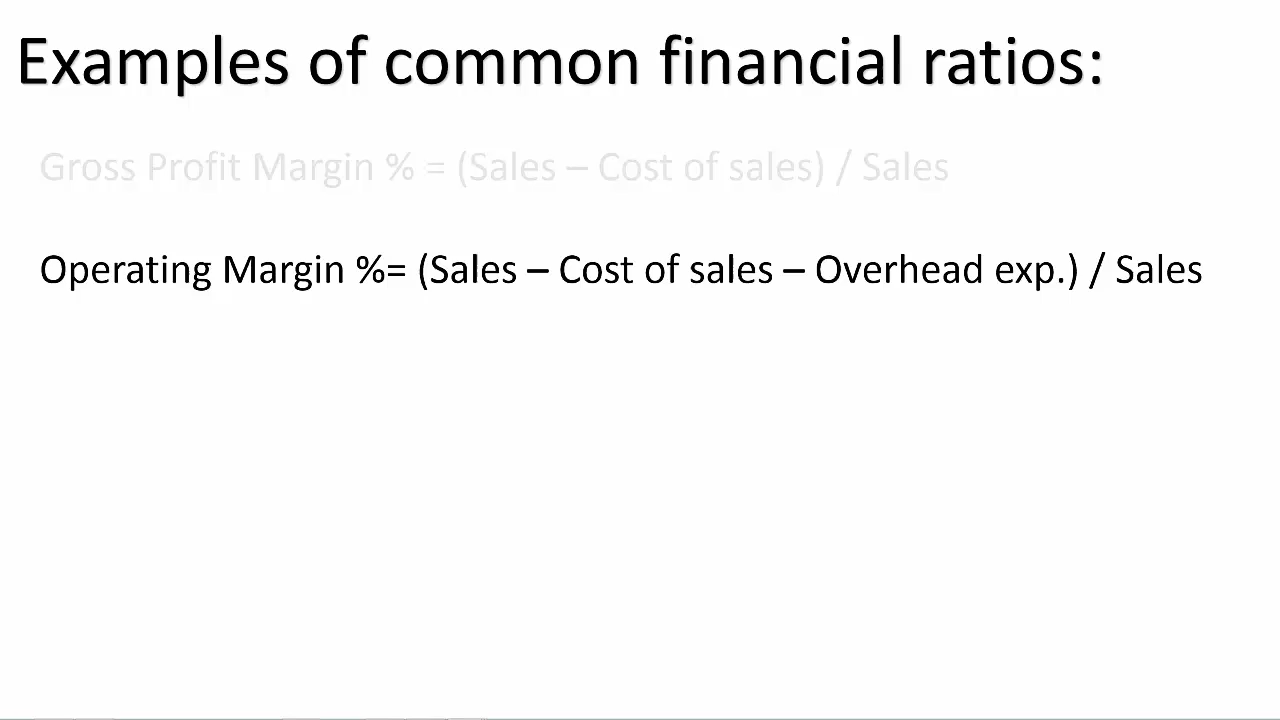 Examples of common financial ratios:
Gross Profit Margin % = (Sales – Cost of sales) / Sales
Operating Margin %= (Sales – Cost of sales – Overhead exp.) / Sales